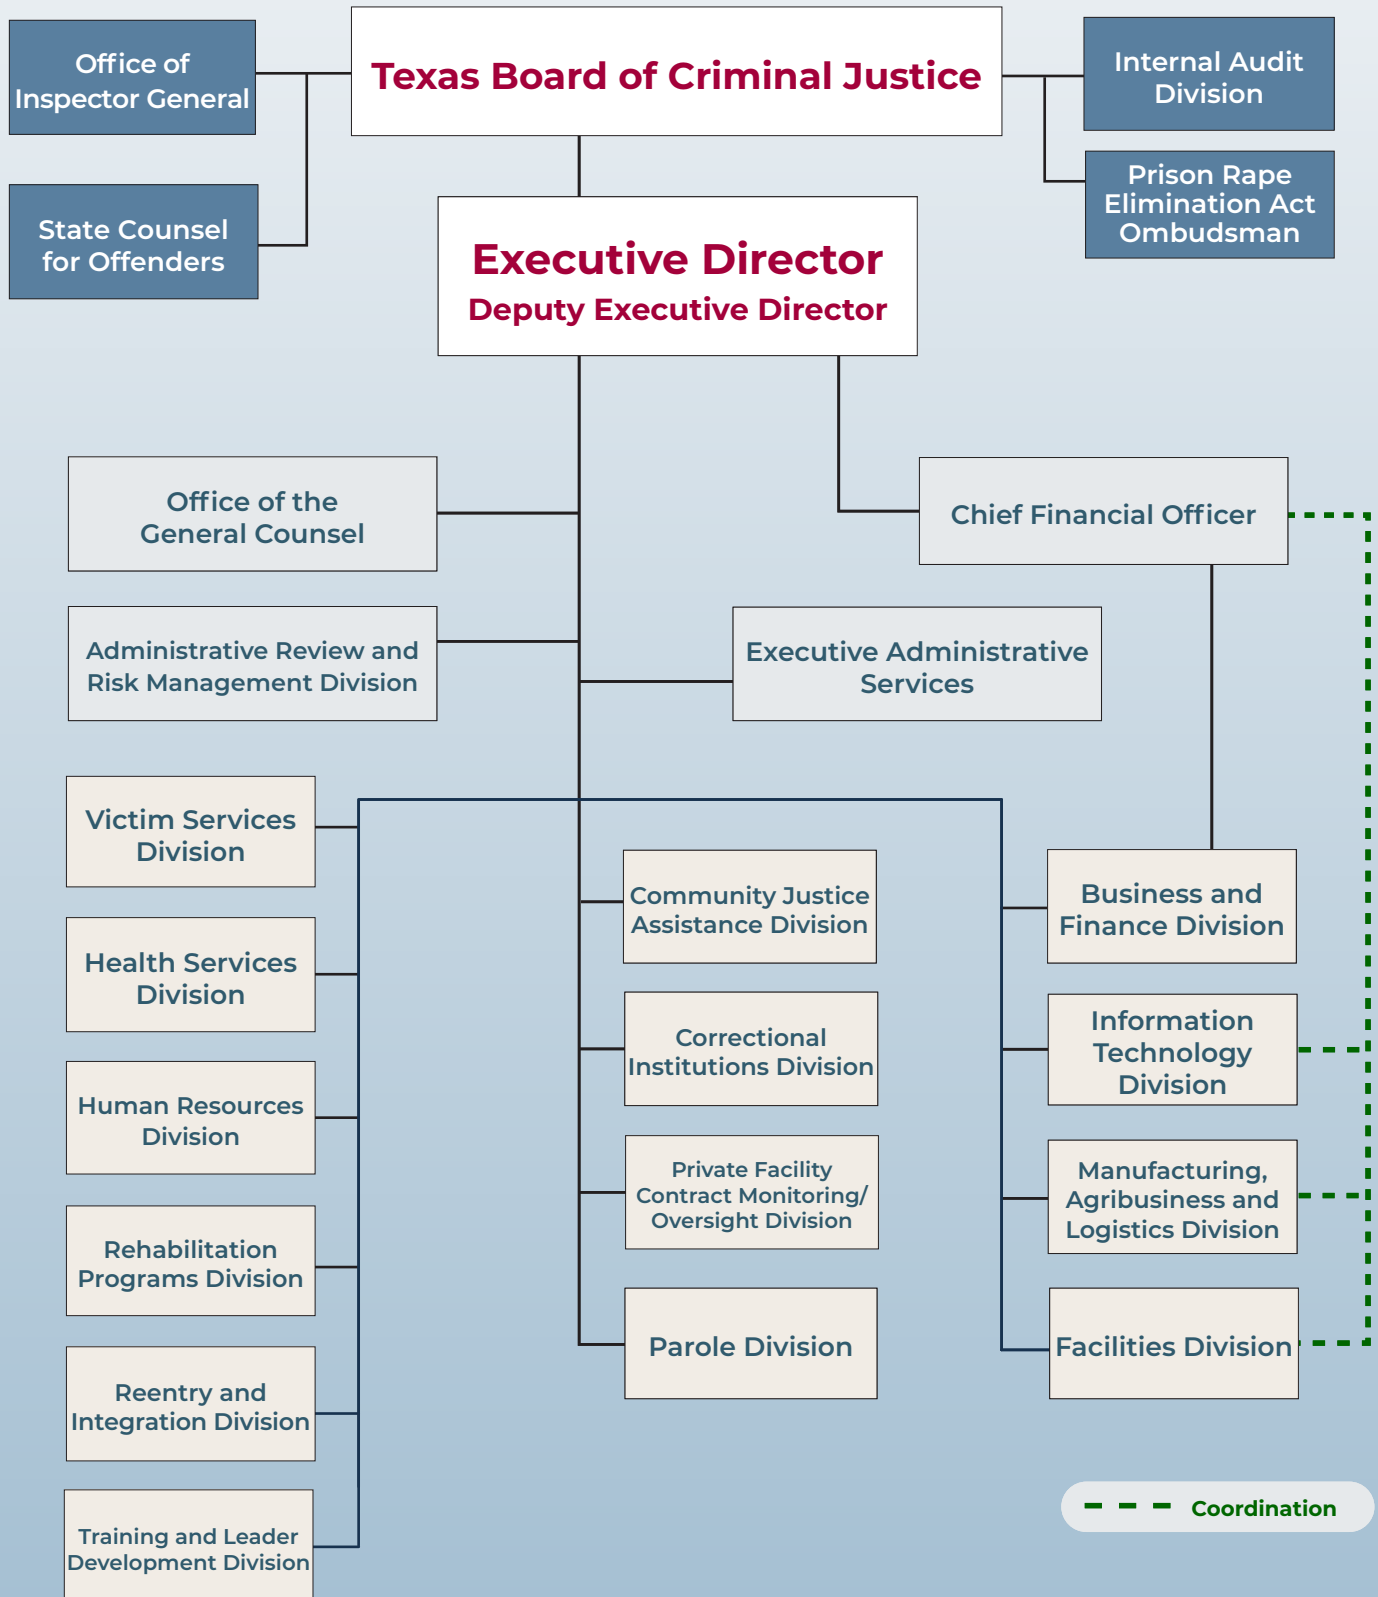 Office of
Inspector General
Texas Board of Criminal Justice
Internal Audit
Division
State Counsel
for Offenders
Prison Rape
Elimination Act
Ombudsman
Executive Director
Deputy Executive Director
Office of the
General Counsel
Chief Financial Officer
Administrative Review and
Risk Management Division
Executive Administrative
Services
Victim Services
Division
Health Services
Division
Human Resources
Division
Rehabilitation
Programs Division
Reentry and
Integration Division
Training and Leader
Development Division
Community Justice
Assistance Division
Correctional
Institutions Division
Private Facility
Contract Monitoring/
Oversight Division
Parole Division
Business and
Finance Division
Information
Technology
Division
Manufacturing,
Agribusiness and
Logistics Division
Facilities Division
Coordination